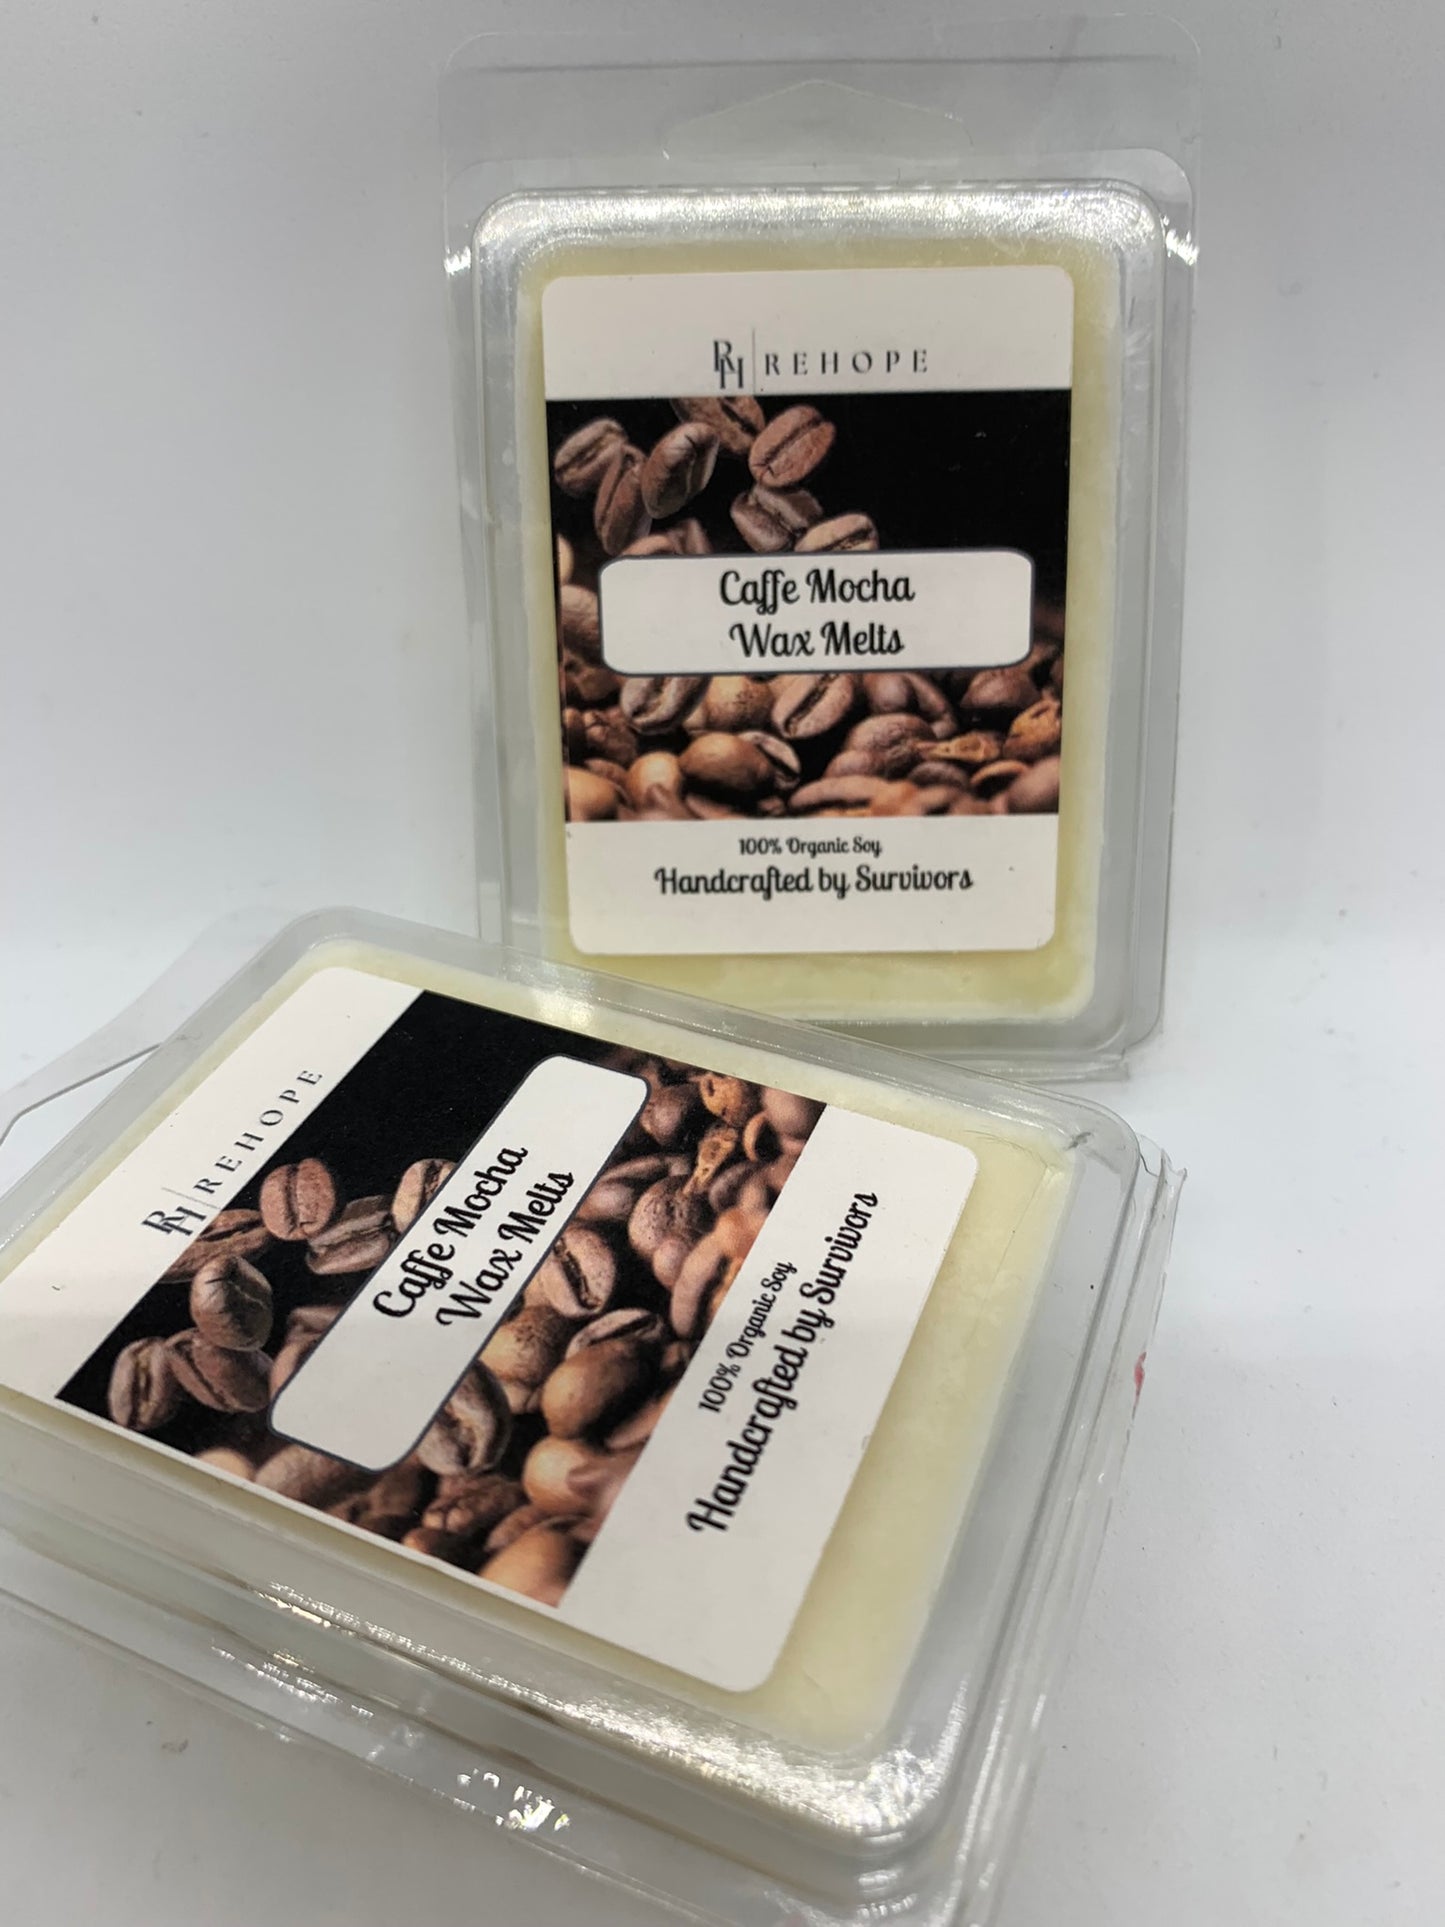 RH REHOPE
Caffe Mocha
Wax Melts
100% Organic Soy
Handcrafted by Survivors
RH REHOPE
Caffe Mocha
Wax Melts
100% Organic Soy
Handcrafted by Survivors